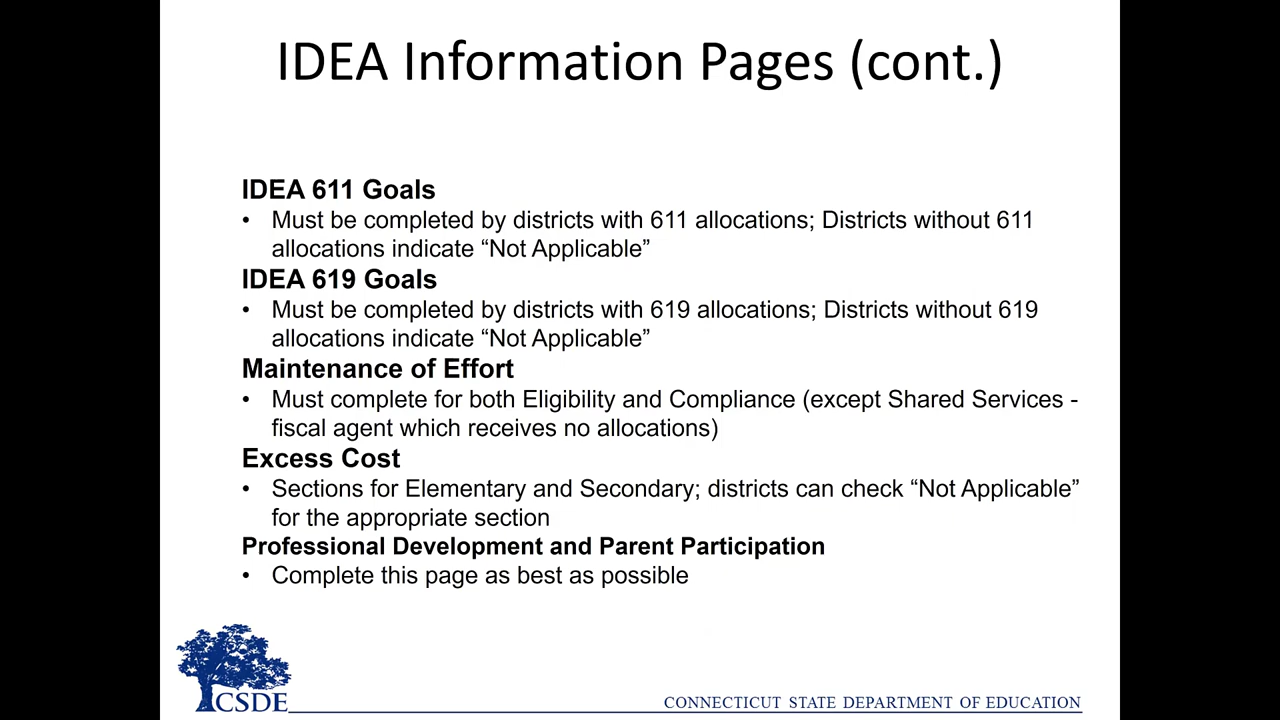 IDEA Information Pages (cont.)
IDEA 611 Goals
• Must be completed by districts with 611 allocations; Districts without 611
allocations indicate “Not Applicable”
IDEA 619 Goals
• Must be completed by districts with 619 allocations; Districts without 619
allocations indicate “Not Applicable”
Maintenance of Effort
• Must complete for both Eligibility and Compliance (except Shared Services -
fiscal agent which receives no allocations)
Excess Cost
• Sections for Elementary and Secondary; districts can check “Not Applicable”
for the appropriate section
Professional Development and Parent Participation
• Complete this page as best as possible
CSDE
CONNECTICUT STATE DEPARTMENT OF EDUCATION